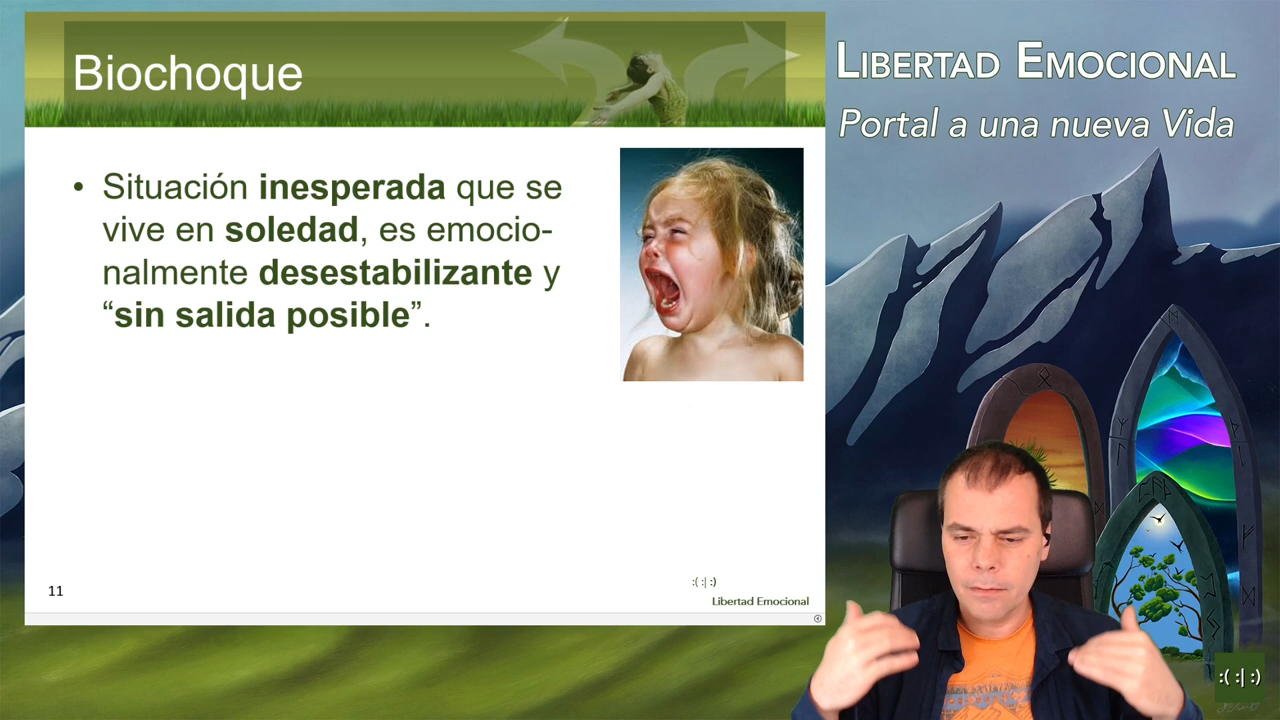 Biochoque
• Situación inesperada que se
vive en soledad, es emocio-
nalmente desestabilizante y
“sin salida posible”.
11
:( :| :)
Libertad Emocional
LIBERTAD EMOCIONAL
Portal a una nueva Vida
:( :| :)